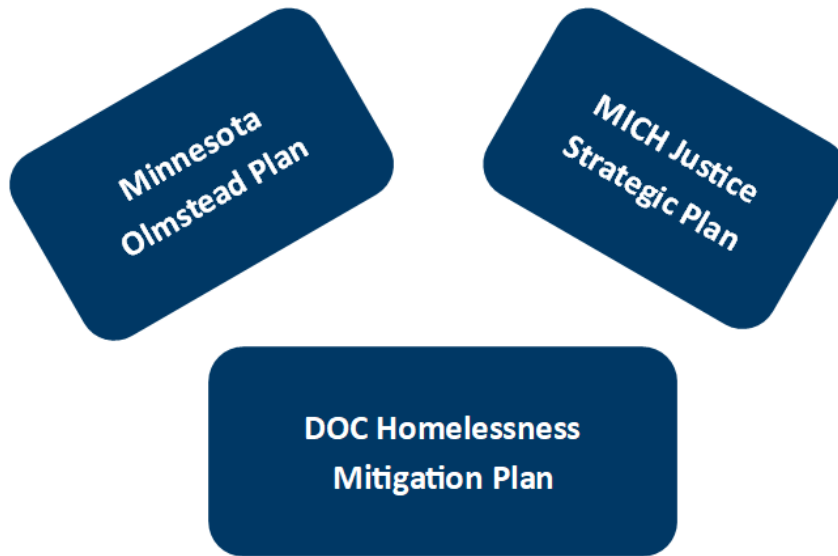 Minnesota
Olmstead Plan
MICH Justice
Strategic Plan
DOC Homelessness
Mitigation Plan